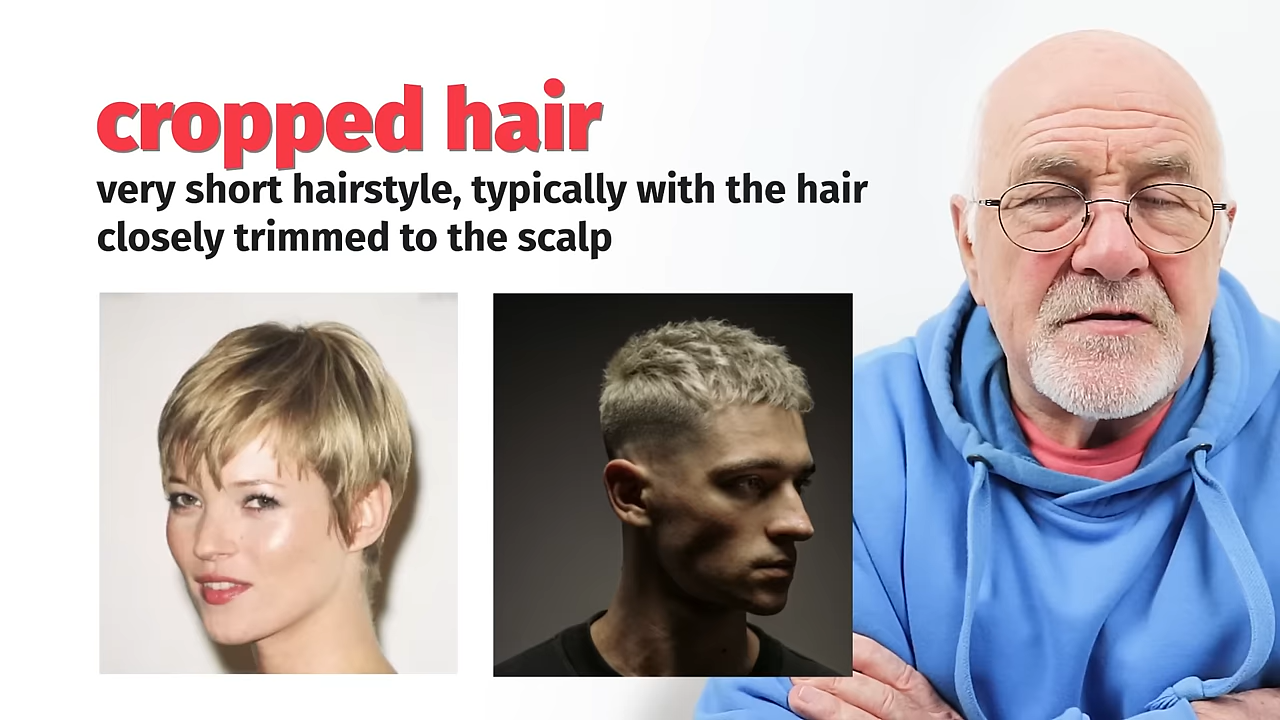 cropped hair
very short hairstyle, typically with the hair
closely trimmed to the scalp